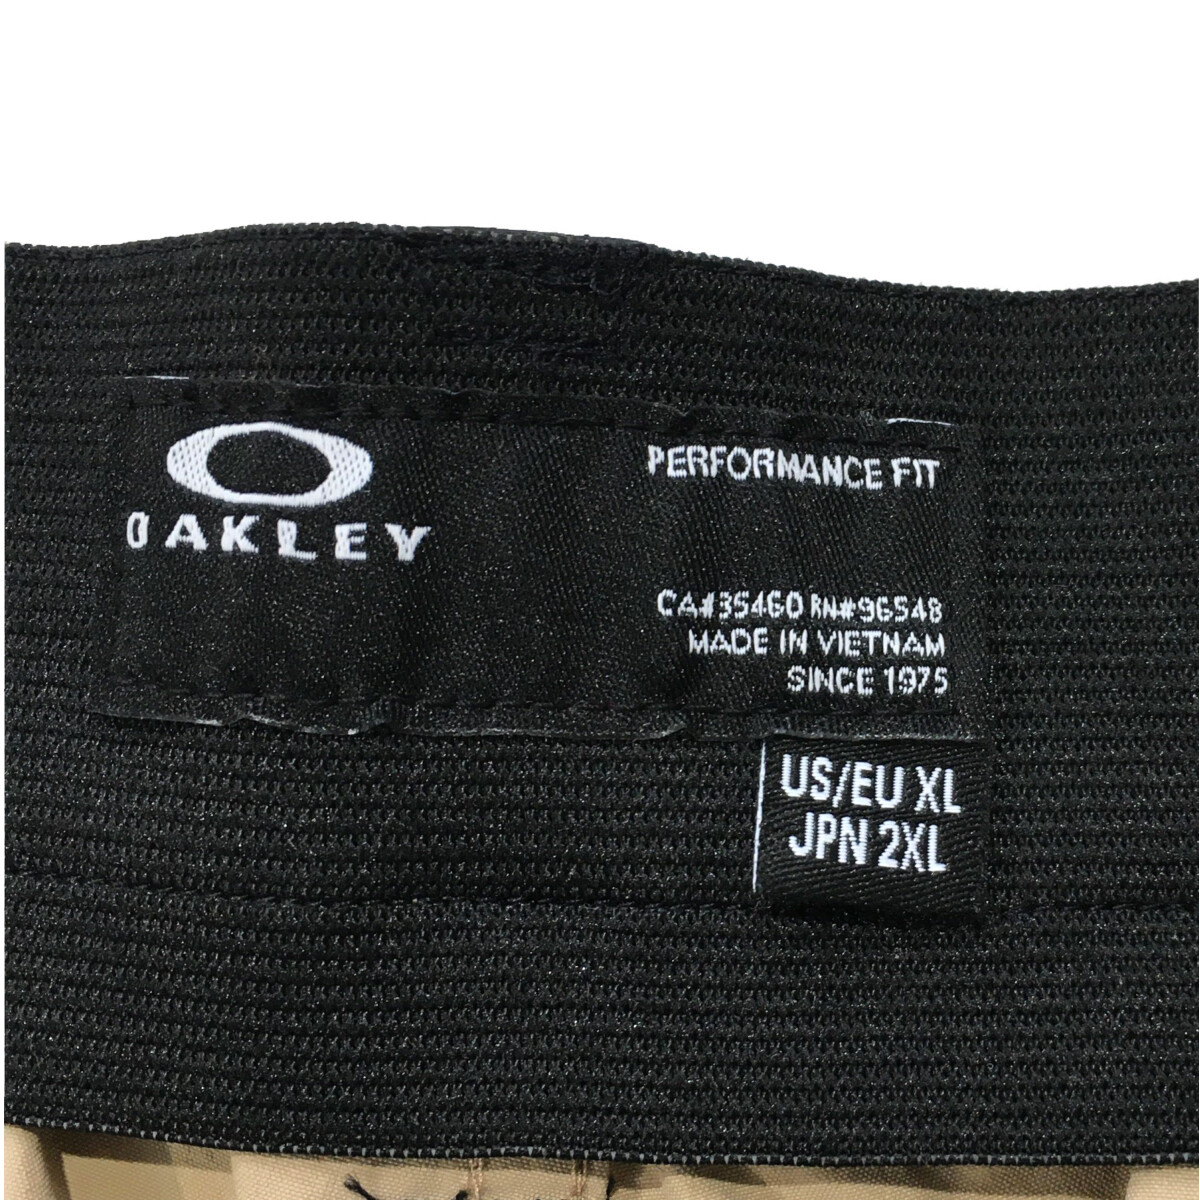 OAKLEY
PERFORMANCE FIT
CA#35460 RN#96548
MADE IN VIETNAM
SINCE 1975
US/EU XL
JPN 2XL